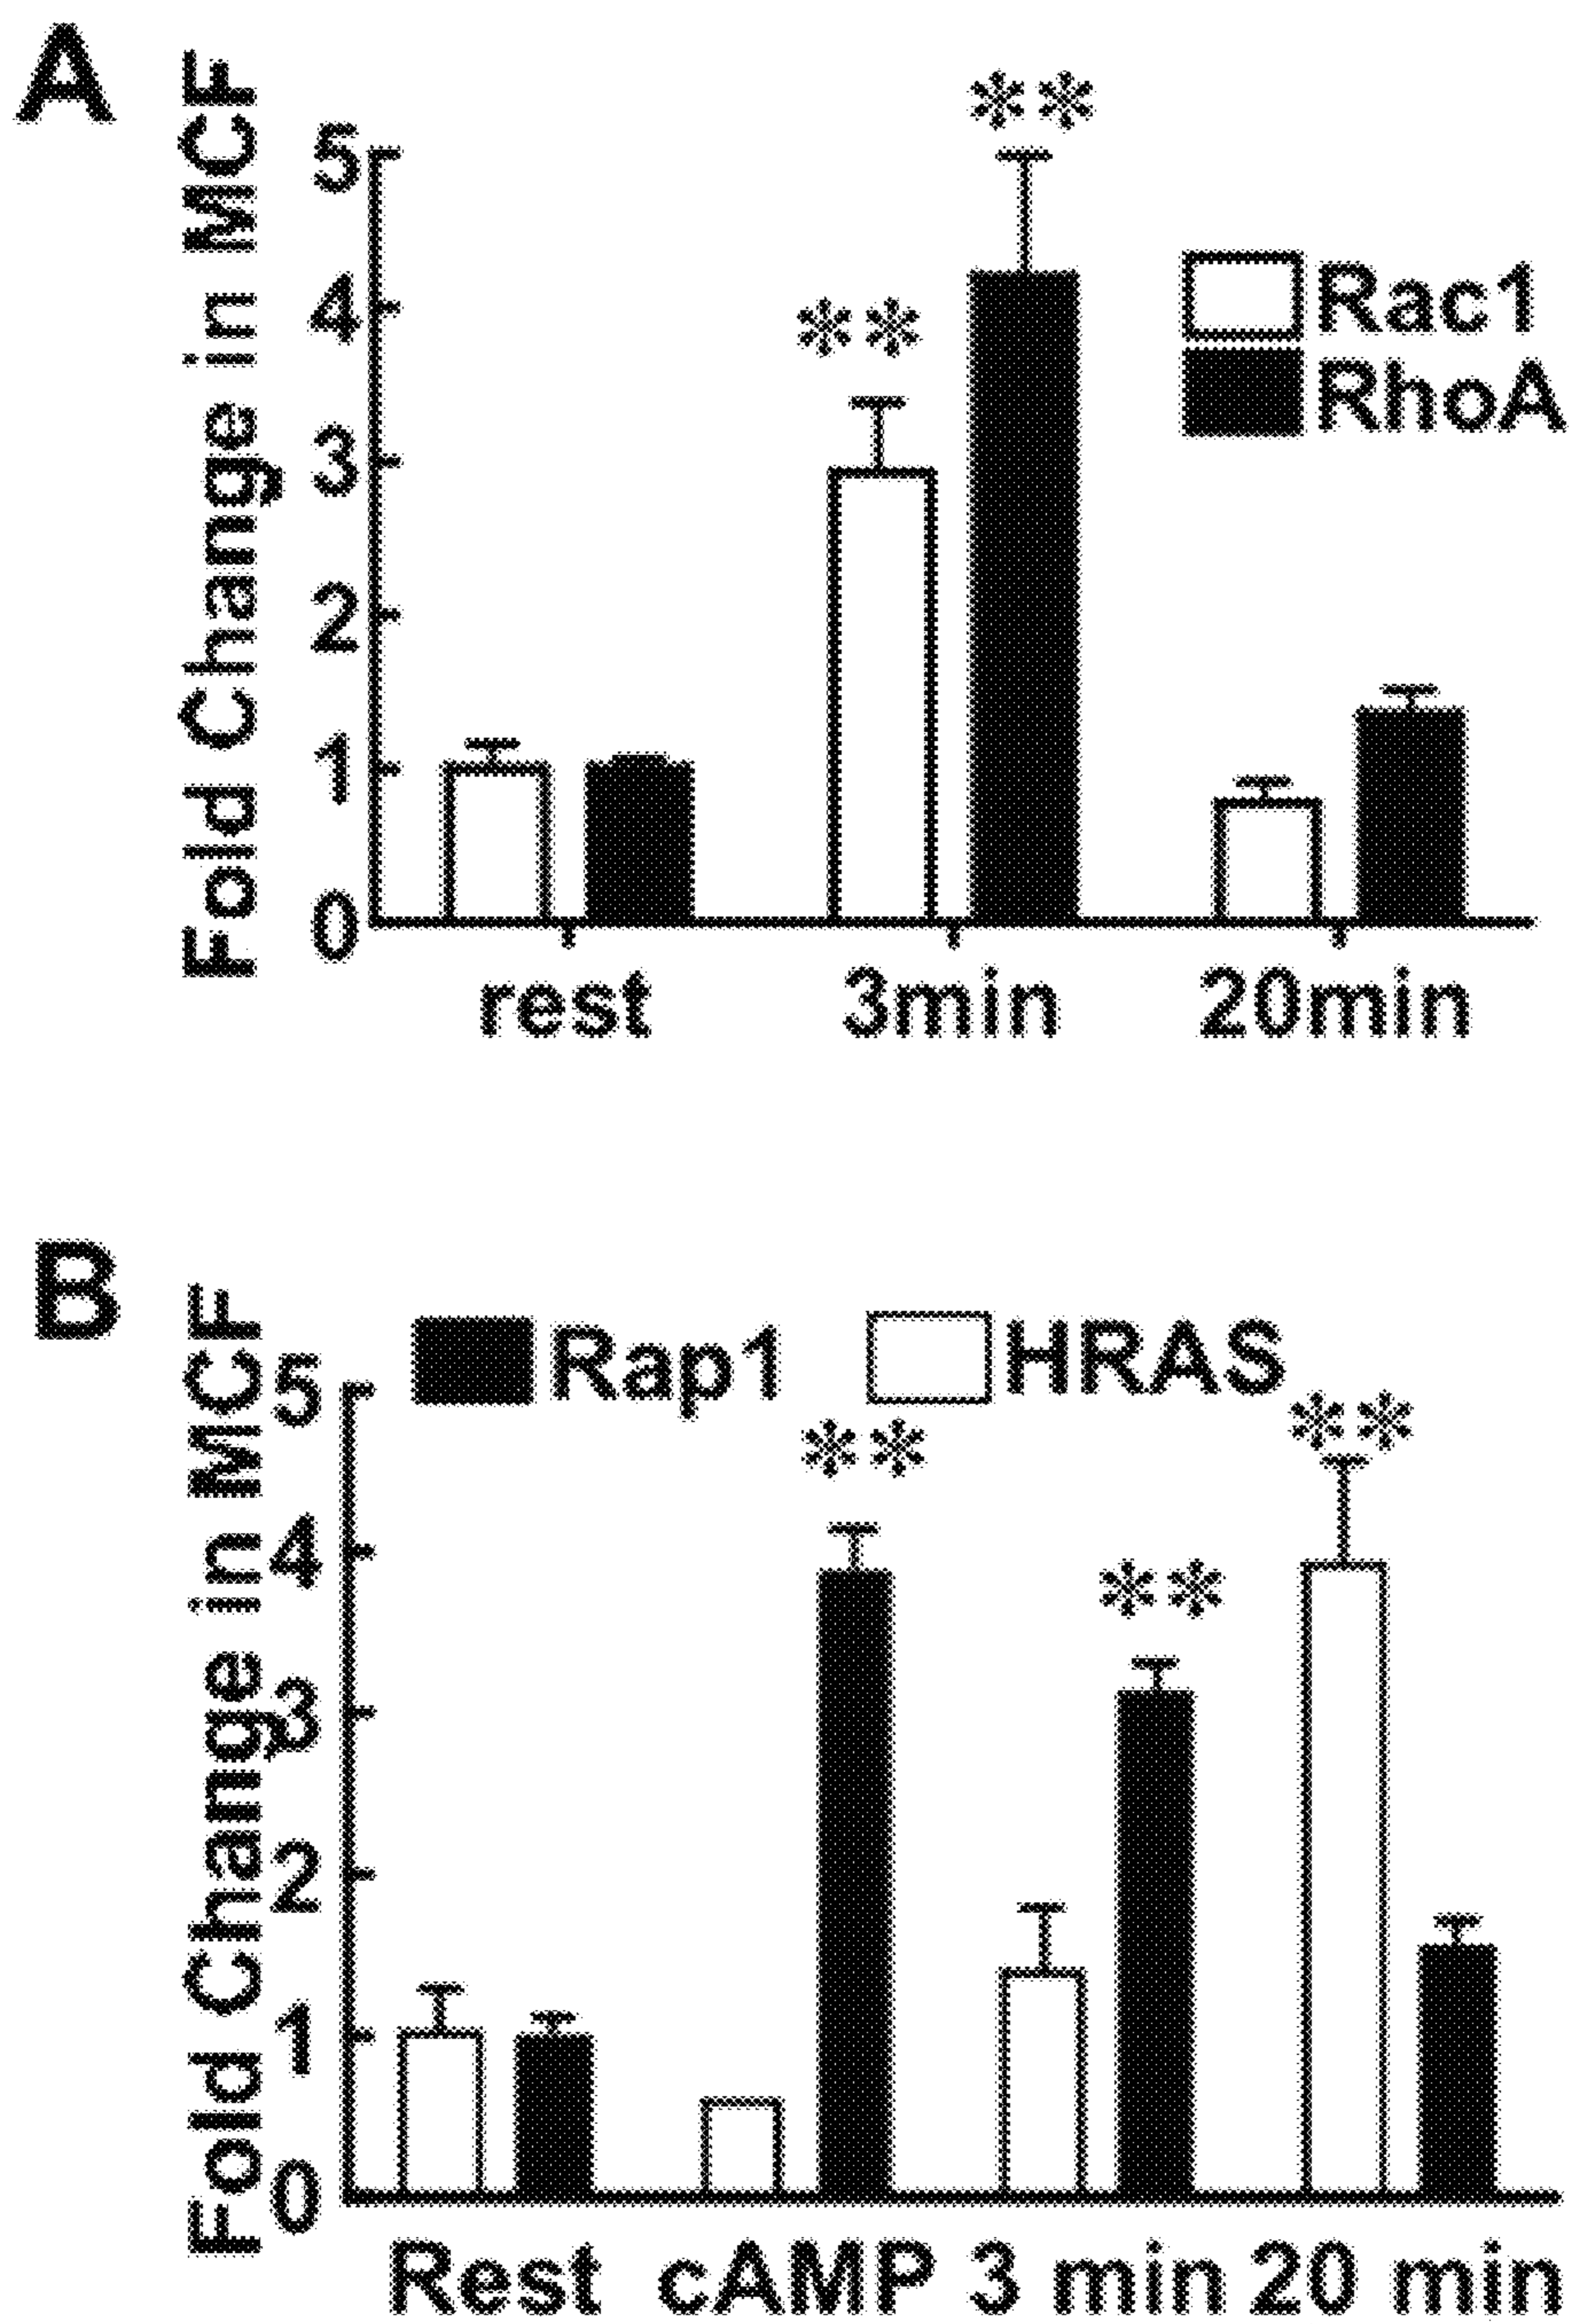 A
Fold Change in MCF
5
4
3
2
1
0
**
**
Rac1
RhoA
rest 3min 20min
B
Fold Change in MCF
5
4
3
2
1
0
Rap1 HRAS
**
**
**
Rest cAMP 3 min 20 min